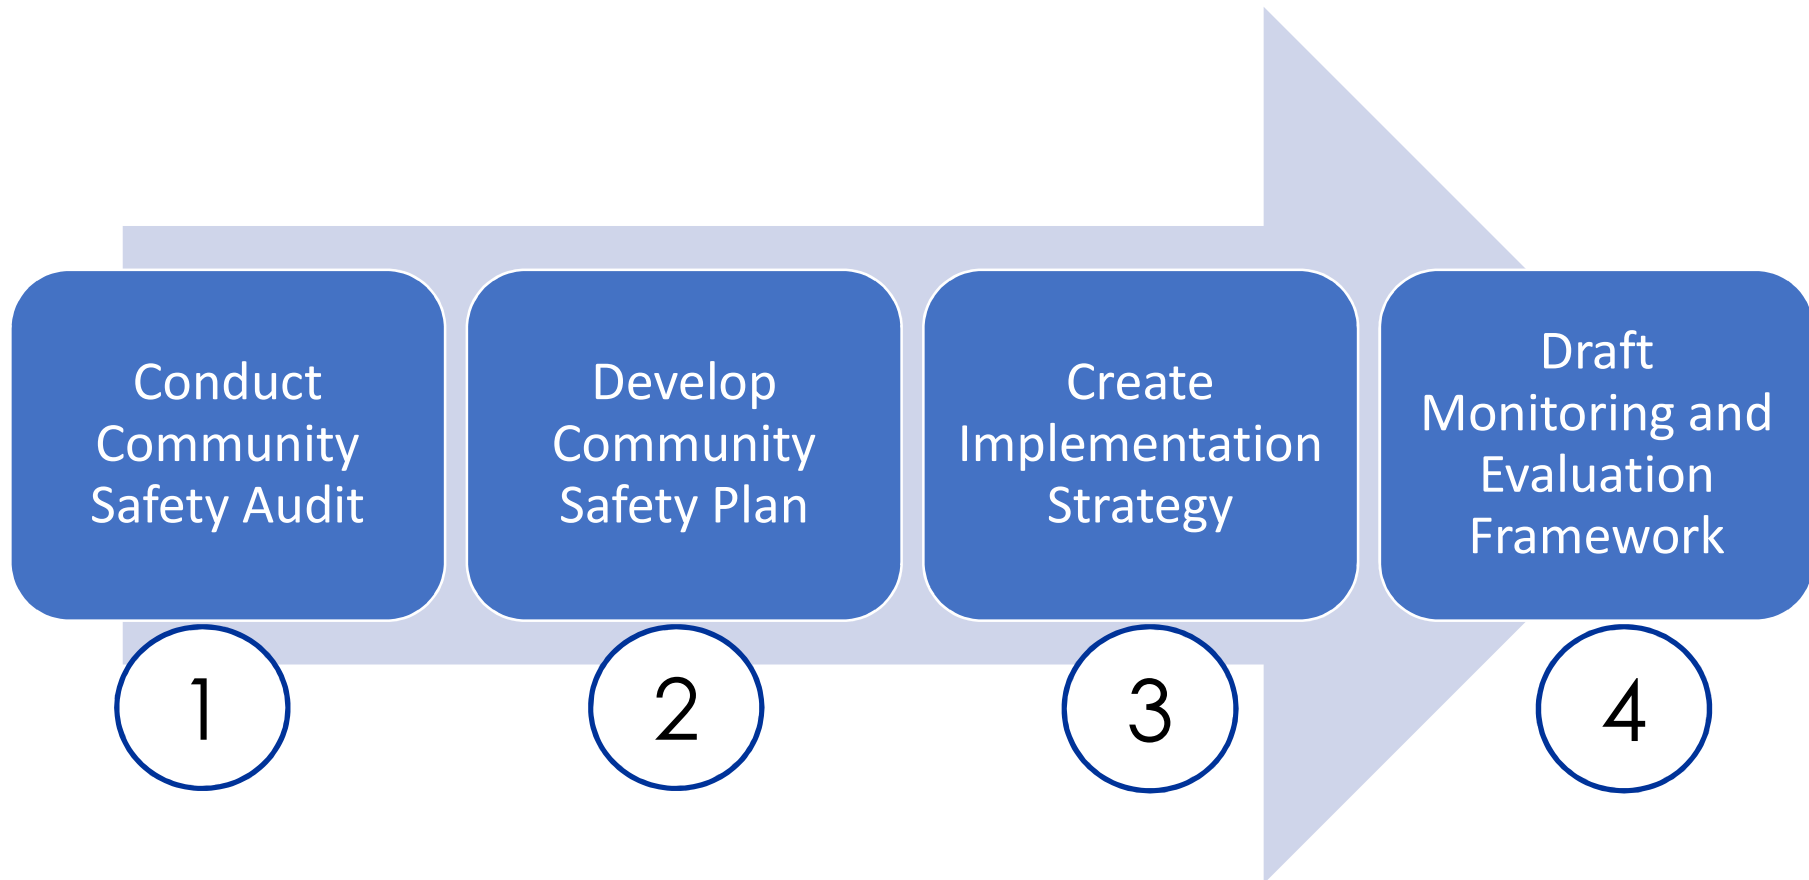 Conduct
Community
Safety Audit
Develop
Community
Safety Plan
Create
Implementation
Strategy
Draft
Monitoring and
Evaluation
Framework
1
2
3
4